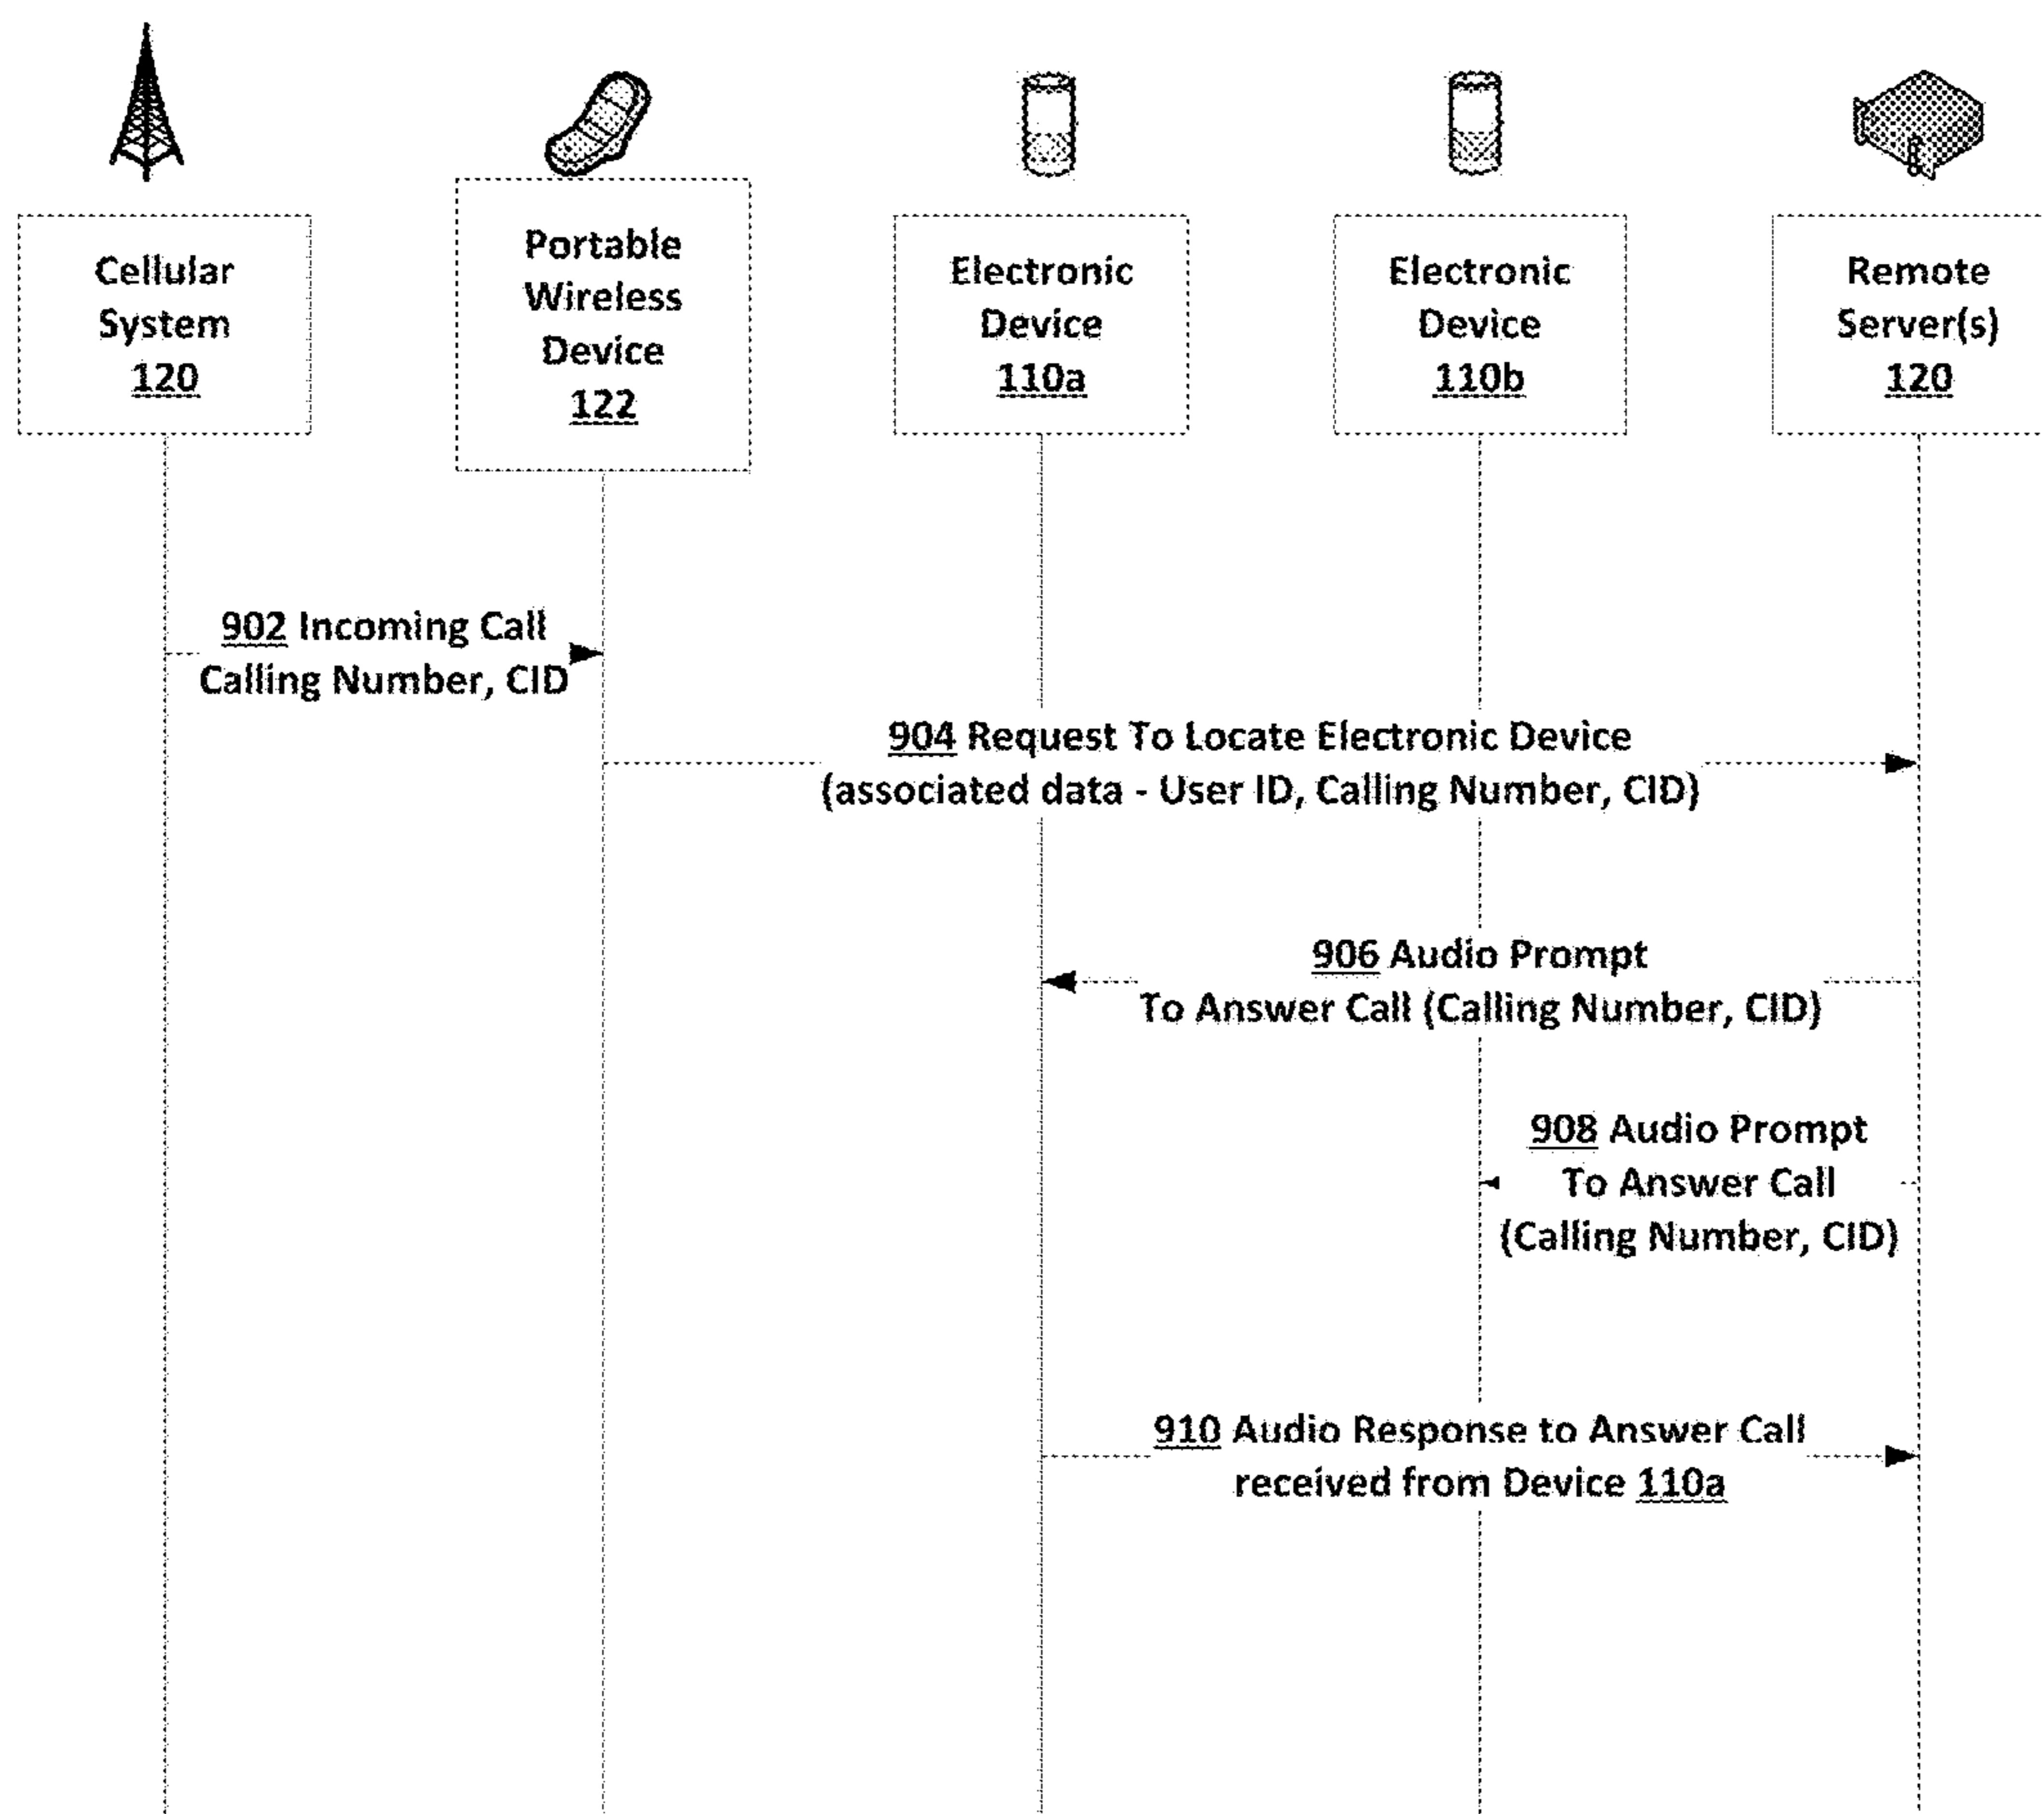 Cellular
System
120
Portable
Wireless
Device
122
Electronic
Device
110a
Electronic
Device
110b
Remote
Server(s)
120
902 Incoming Call
Calling Number, CID
904 Request To Locate Electronic Device
(associated data - User ID, Calling Number, CID)
906 Audio Prompt
To Answer Call (Calling Number, CID)
908 Audio Prompt
To Answer Call
(Calling Number, CID)
910 Audio Response to Answer Call
received from Device 110a